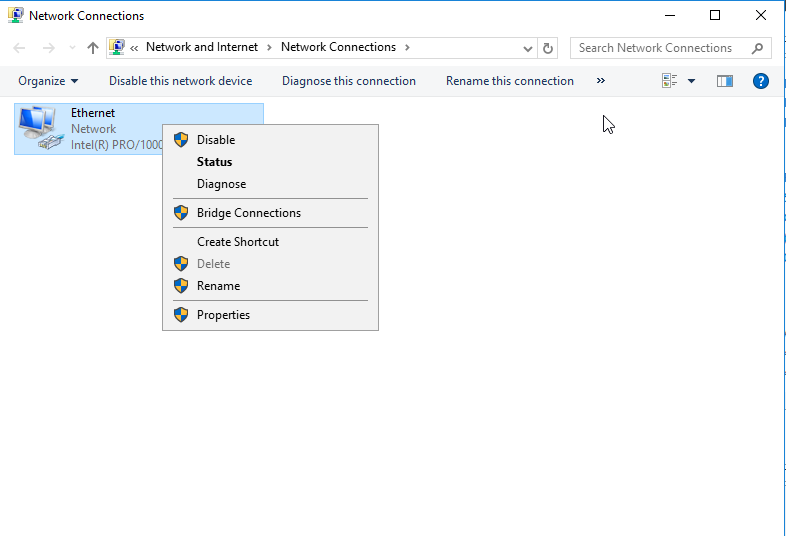 Network Connections
« Network and Internet > Network Connections >
Search Network Connections
Organize
Disable this network device
Diagnose this connection
Rename this connection
»
?
Ethernet
Network
Intel(R) PRO/1000
Disable
Status
Diagnose
Bridge Connections
Create Shortcut
Delete
Rename
Properties